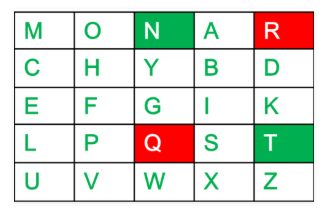 M O N A R
C H Y B D
E F G I K
L P Q S T
U V W X Z